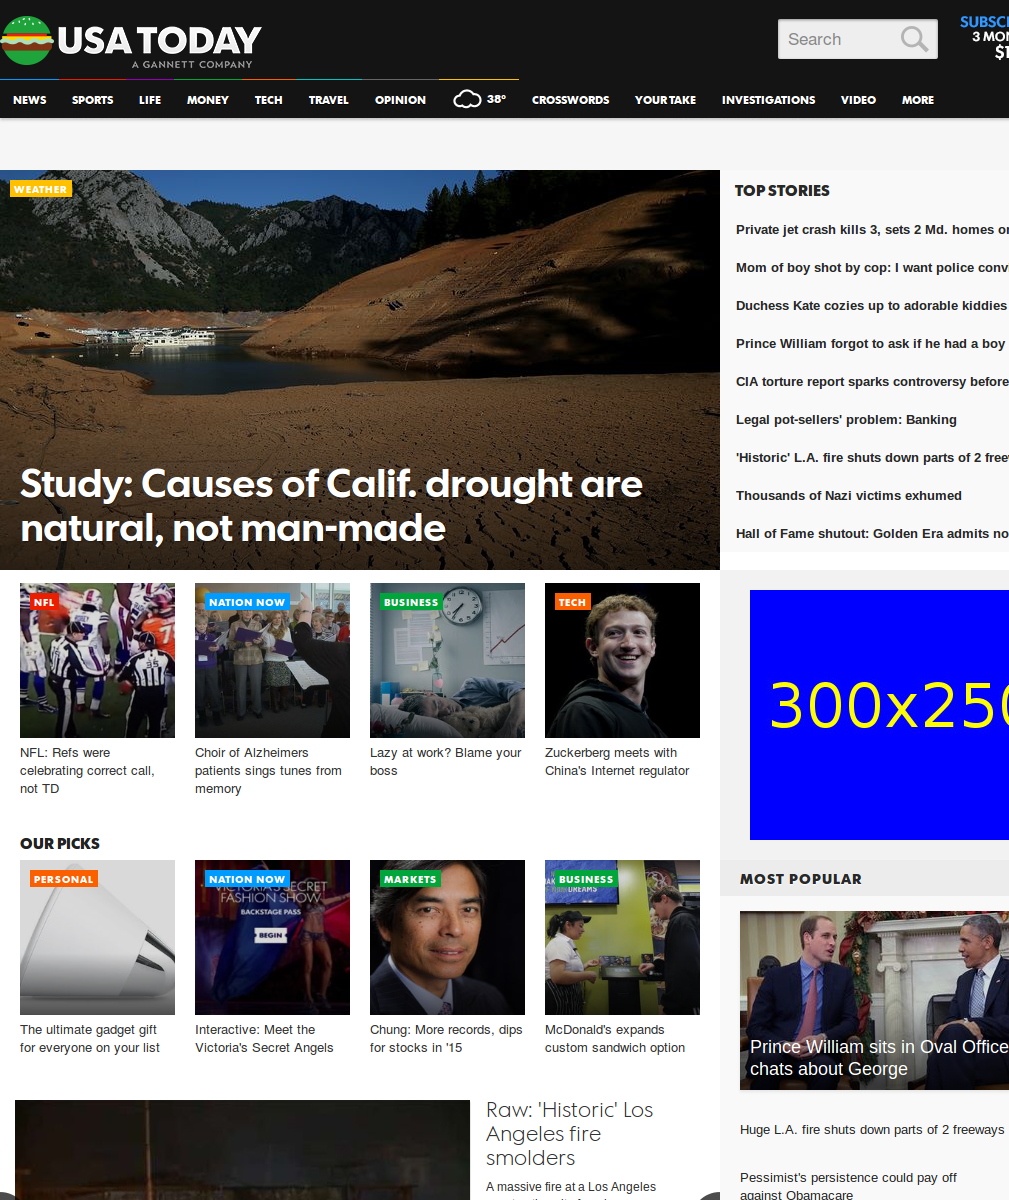 USA TODAY
A GANNETT COMPANY
Search
SUBSC
3 MON
$1
NEWS SPORTS LIFE MONEY TECH TRAVEL OPINION 38° CROSSWORDS YOUR TAKE INVESTIGATIONS VIDEO MORE
WEATHER
Study: Causes of Calif. drought are
natural, not man-made
TOP STORIES
Private jet crash kills 3, sets 2 Md. homes on
Mom of boy shot by cop: I want police convi
Duchess Kate cozies up to adorable kiddies
Prince William forgot to ask if he had a boy
CIA torture report sparks controversy before
Legal pot-sellers' problem: Banking
'Historic' L.A. fire shuts down parts of 2 free
Thousands of Nazi victims exhumed
Hall of Fame shutout: Golden Era admits no
NFL
NFL: Refs were
celebrating correct call,
not TD
NATION NOW
Choir of Alzheimers
patients sings tunes from
memory
BUSINESS
Lazy at work? Blame your
boss
TECH
Zuckerberg meets with
China's Internet regulator
300x250
OUR PICKS
PERSONAL
The ultimate gadget gift
for everyone on your list
NATION NOW
VICTORIA'S SECRET
FASHION SHOW
BACKSTAGE PASS
BEGIN
Interactive: Meet the
Victoria's Secret Angels
MARKETS
Chung: More records, dips
for stocks in '15
BUSINESS
DREAMS
McDonald's expands
custom sandwich option
MOST POPULAR
Prince William sits in Oval Office
chats about George
Huge L.A. fire shuts down parts of 2 freeways
Pessimist's persistence could pay off
against Obamacare
Raw: 'Historic' Los
Angeles fire
smolders
A massive fire at a Los Angeles